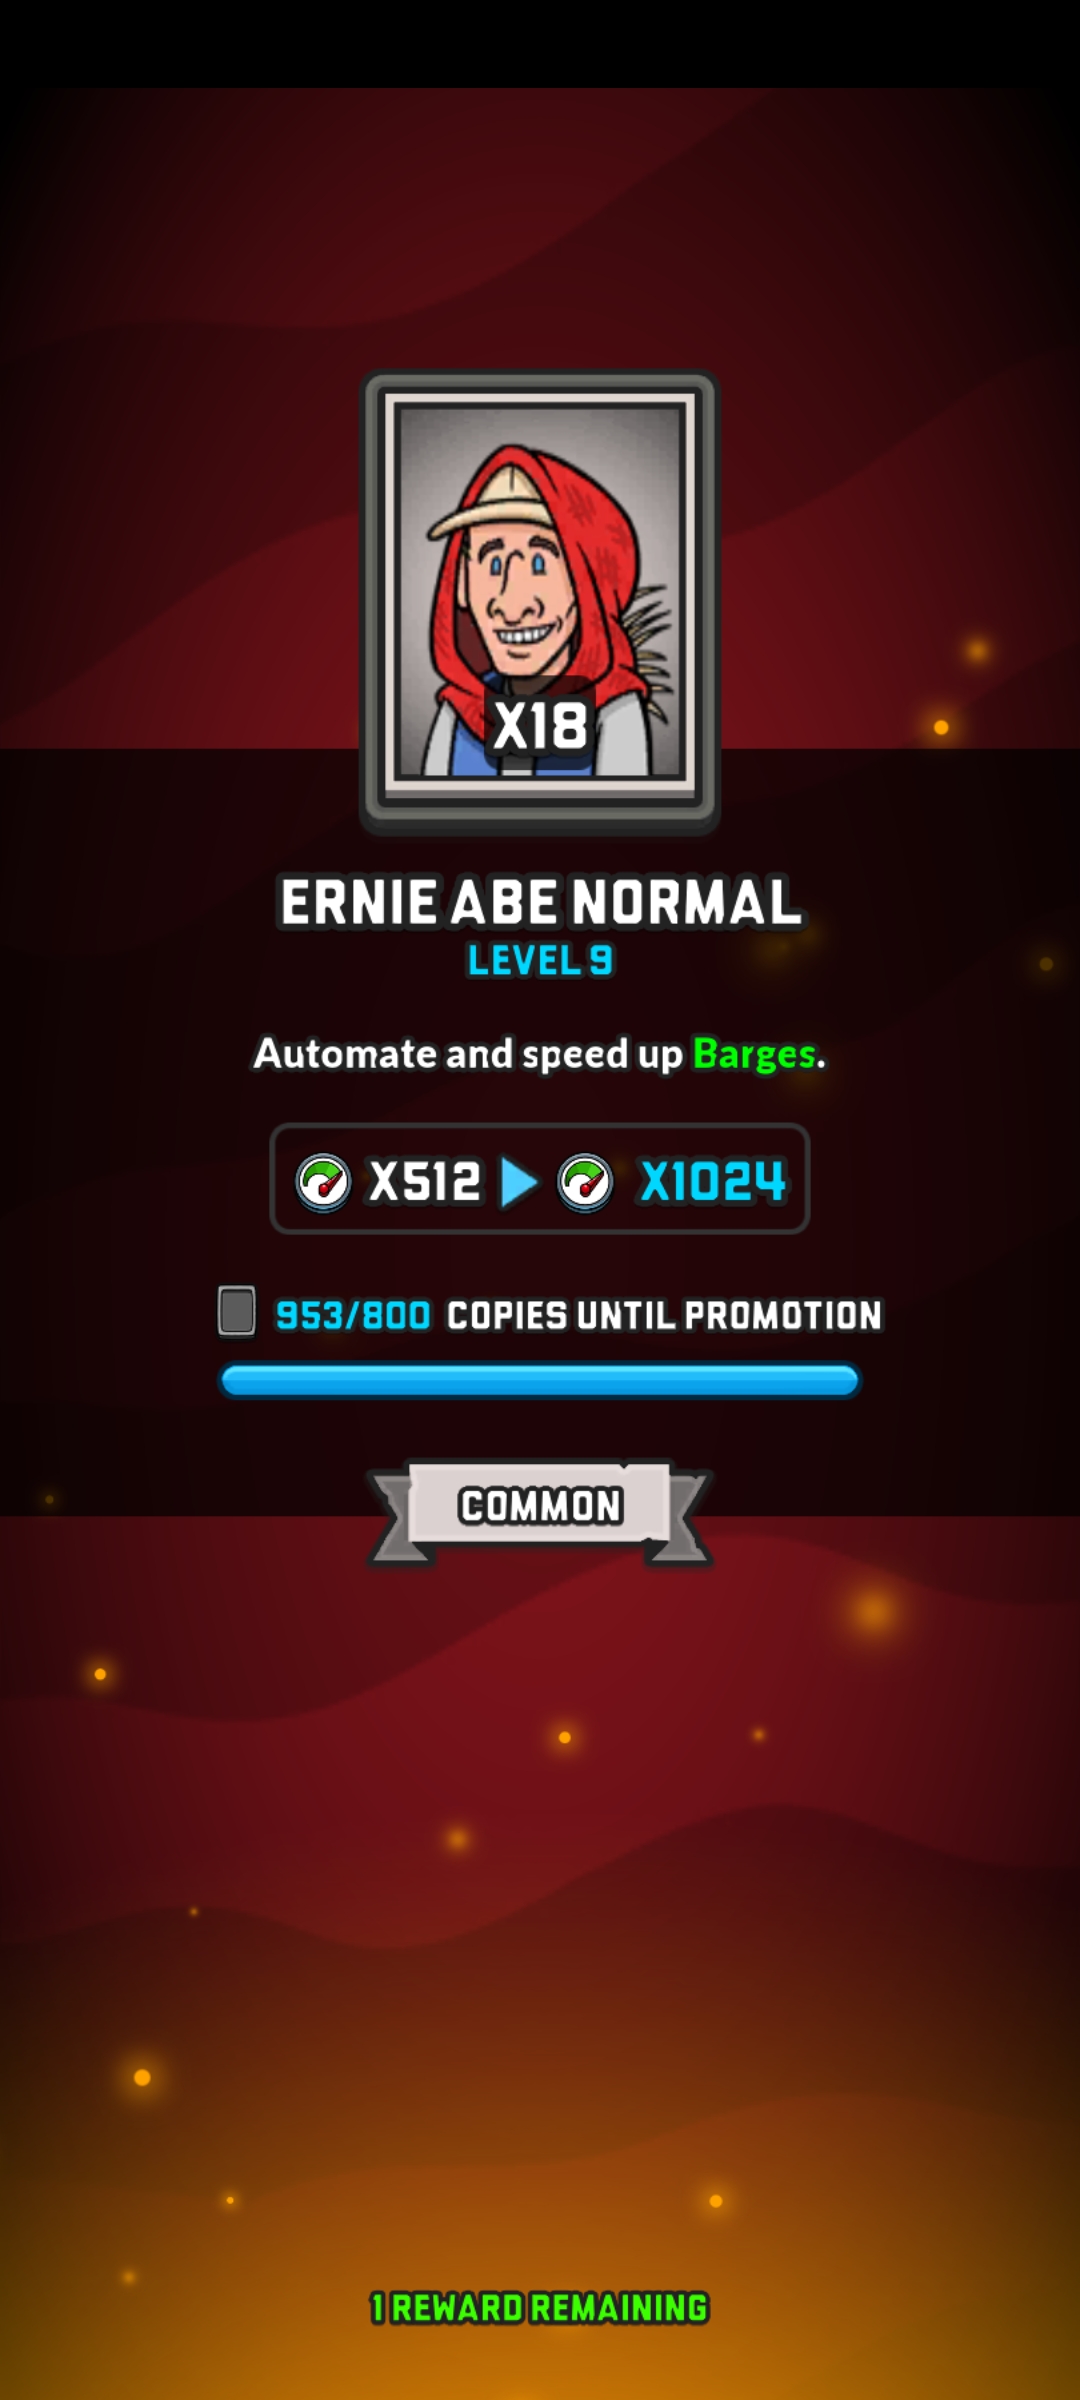 X18
ERNIE ABE NORMAL
LEVEL 9
Automate and speed up Barges.
X512 X1024
953/800 COPIES UNTIL PROMOTION
COMMON
1 REWARD REMAINING